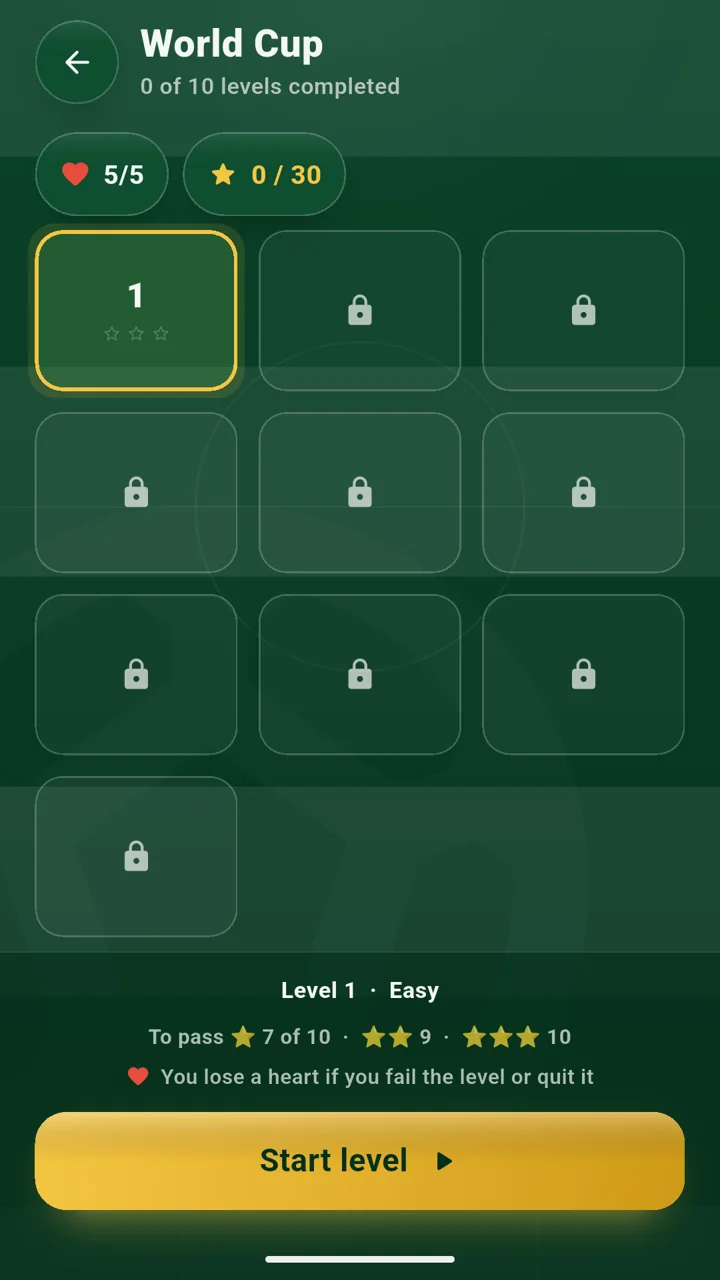 World Cup
0 of 10 levels completed
5/5
0 / 30
1
Level 1 · Easy
To pass 7 of 10 · 9 · 10
You lose a heart if you fail the level or quit it
Start level